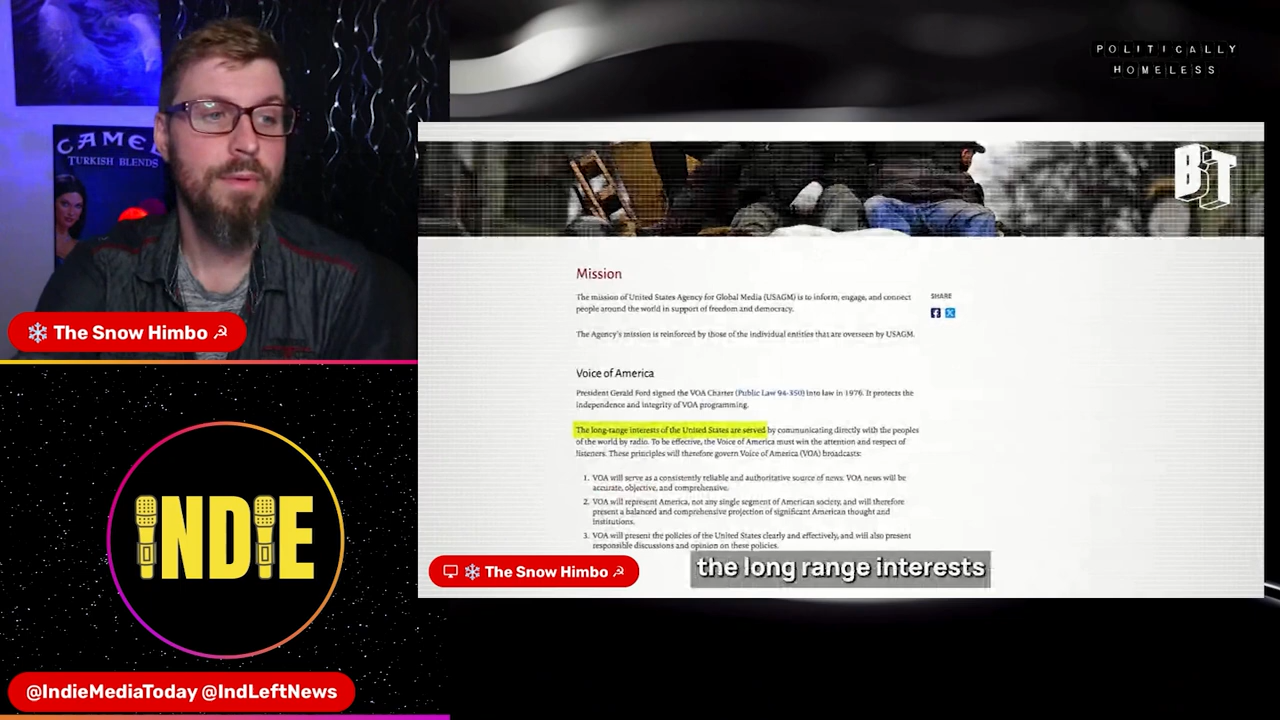 CAMEL
TURKISH BLENDS
❄ The Snow Himbo ☭
INDIE
@IndieMediaToday @IndLeftNews
POLITICALLY
HOMELESS
BT
Mission
The mission of United States Agency for Global Media (USAGM) is to inform, engage, and connect
people around the world in support of freedom and democracy.
SHARE
The Agency's mission is reinforced by those of the individual entities that are overseen by USAGM.
Voice of America
President Gerald Ford signed the VOA Charter (Public Law 94-350) into law in 1976. It protects the
independence and integrity of VOA programming.
The long-range interests of the United States are served by communicating directly with the peoples
of the world by radio. To be effective, the Voice of America must win the attention and respect of
listeners. These principles will therefore govern Voice of America (VOA) broadcasts:
1. VOA will serve as a consistently reliable and authoritative source of news. VOA news will be
accurate, objective, and comprehensive.
2. VOA will represent America, not any single segment of American society, and will therefore
present a balanced and comprehensive projection of significant American thought and
institutions.
3. VOA will present the policies of the United States clearly and effectively, and will also present
responsible discussions and opinion on these policies.
❄ The Snow Himbo ☭
the long range interests